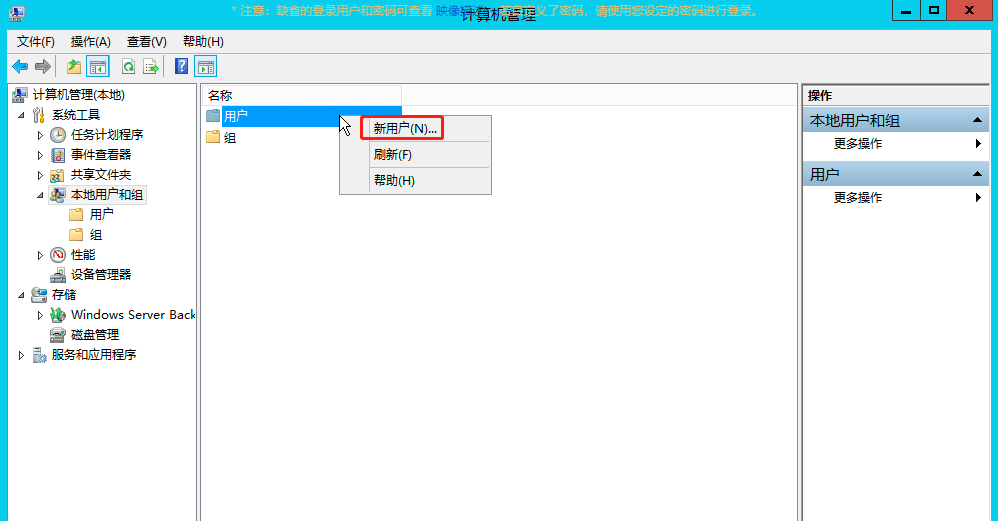 * 注意：缺省的登录用户和密码可查看 映像
义了密码，请使用您设定的密码进行登录。
计算机管理
文件(F) 操作(A) 查看(V) 帮助(H)
计算机管理(本地)
系统工具
任务计划程序
事件查看器
共享文件夹
本地用户和组
用户
组
性能
设备管理器
存储
Windows Server Back
磁盘管理
服务和应用程序
名称
用户
组
新用户(N)...
刷新(F)
帮助(H)
操作
本地用户和组
更多操作
用户
更多操作